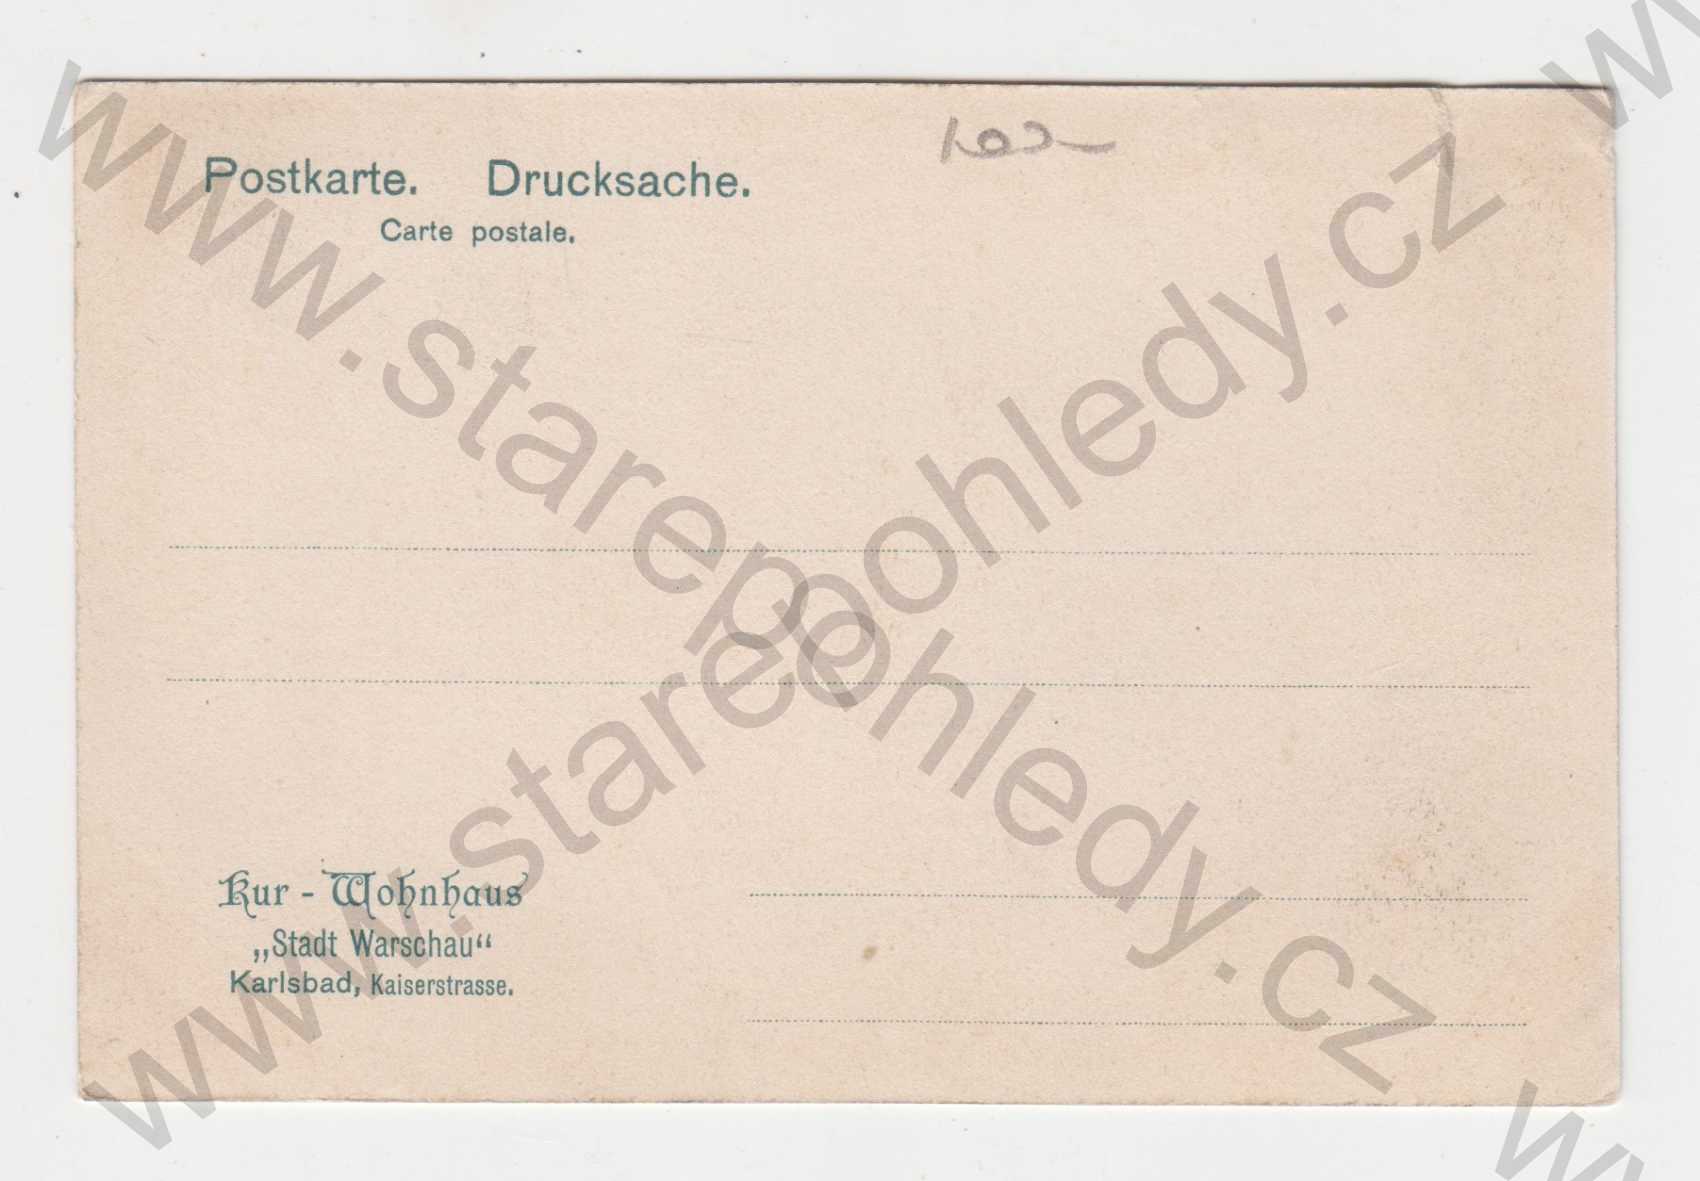 Postkarte. Drucksache.
Carte postale.
Kur - Wohnhaus
„Stadt Warschau“
Karlsbad, Kaiserstrasse.
www.starepohledy.cz
www.starepohledy.cz